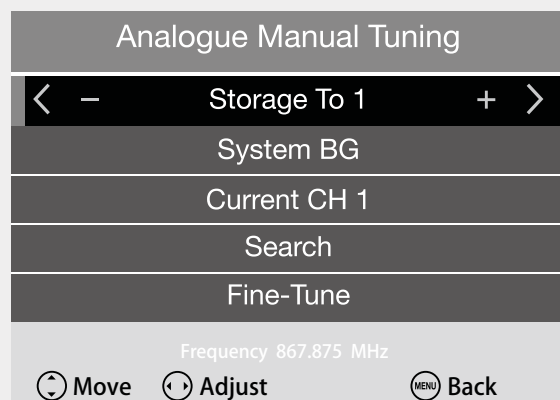 Analogue Manual Tuning
< − Storage To 1 + >
System BG
Current CH 1
Search
Fine-Tune
Frequency 867.875 MHz
Move Adjust MENU Back